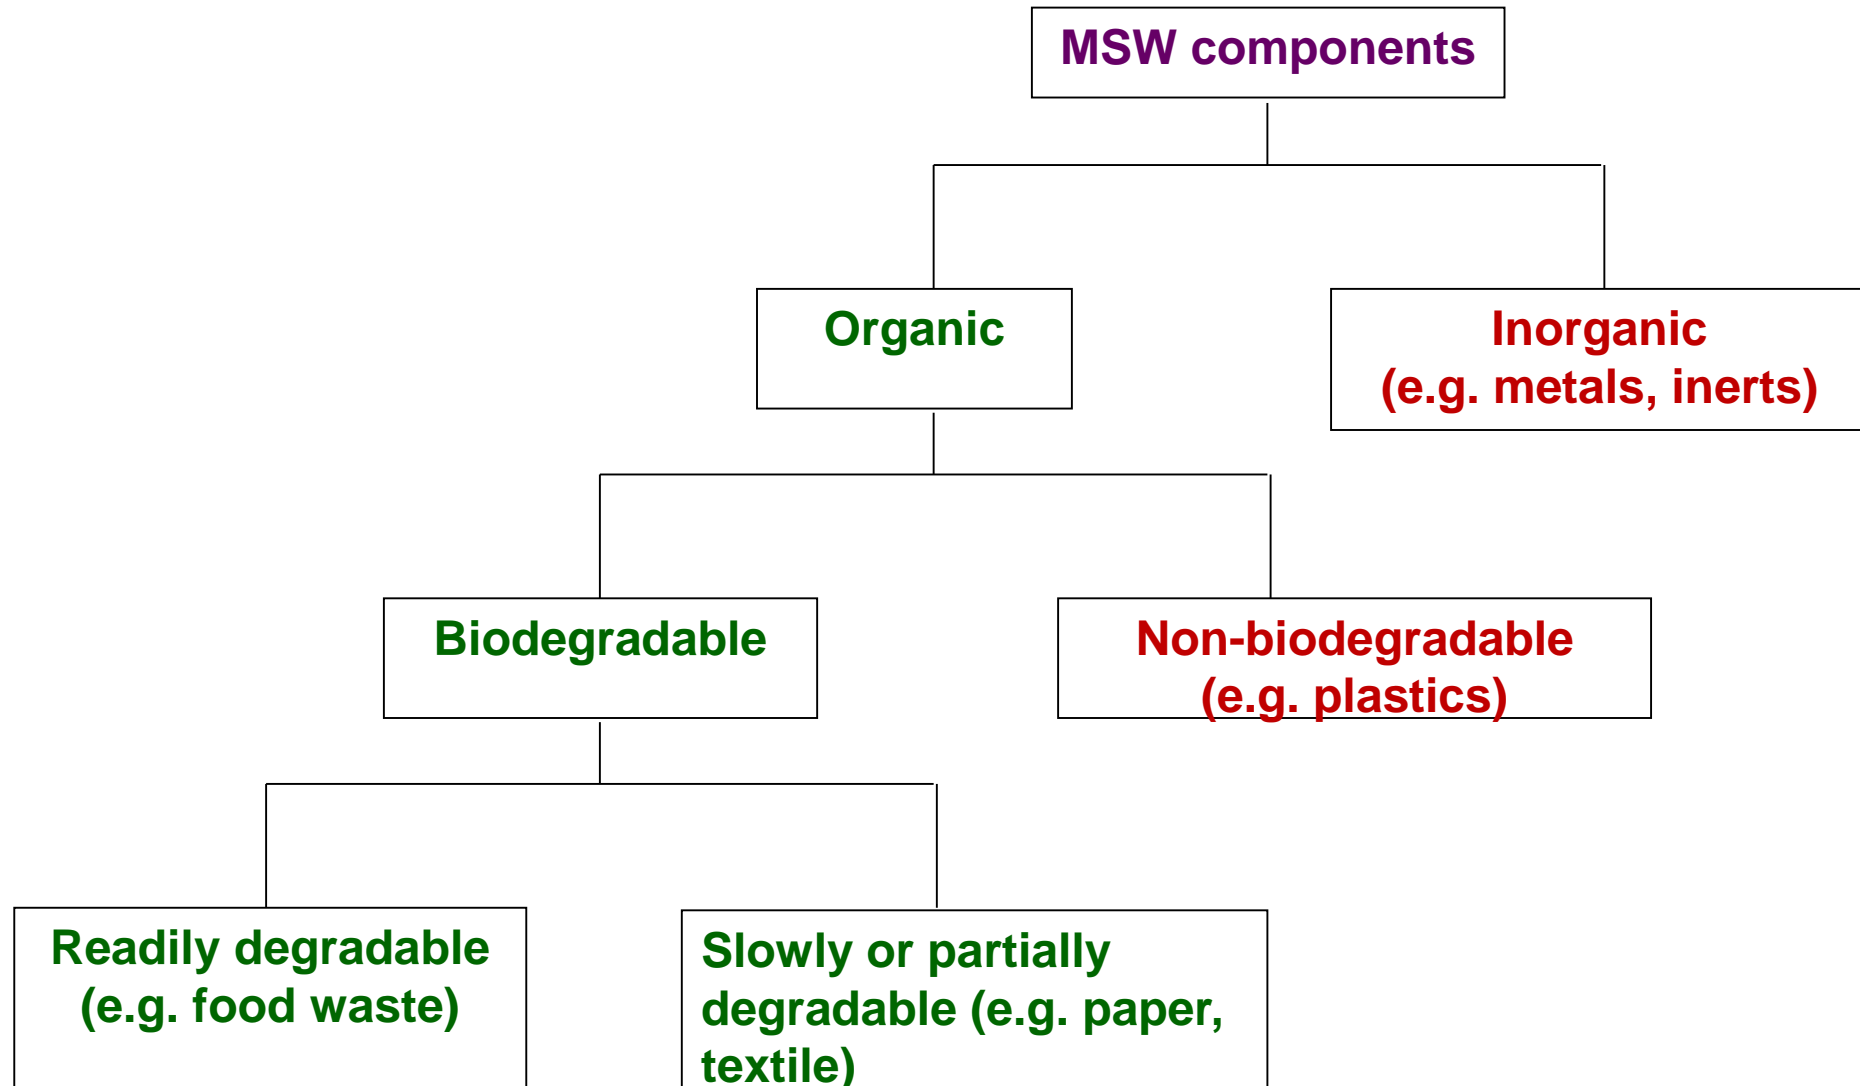 MSW components
Organic
Inorganic
(e.g. metals, inerts)
Biodegradable
Non-biodegradable
(e.g. plastics)
Readily degradable
(e.g. food waste)
Slowly or partially
degradable (e.g. paper,
textile)